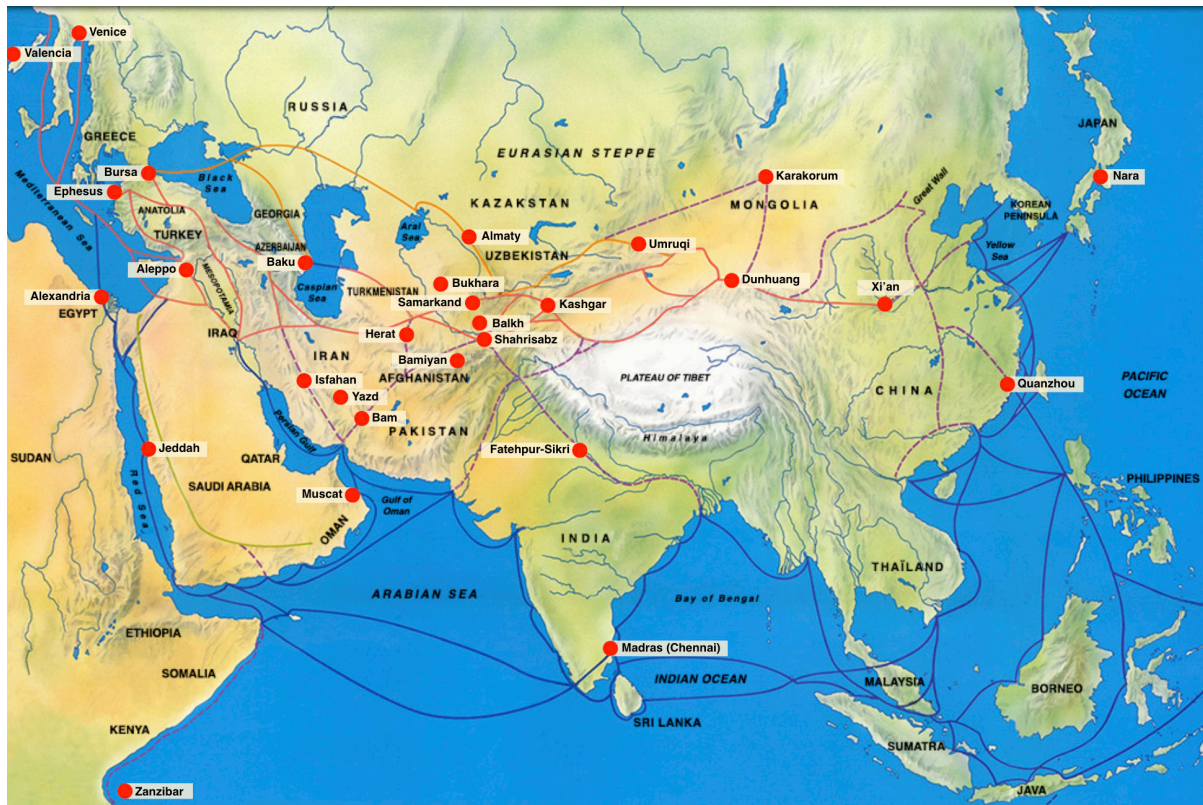 Venice
Valencia
RUSSIA
GREECE
JAPAN
EURASIAN STEPPE
Bursa
Black
Sea
Karakorum
Nara
Mediterranean Sea
Ephesus
Great Wall
KOREAN
PENINSULA
ANATOLIA
GEORGIA
KAZAKSTAN
MONGOLIA
TURKEY
Aral
Sea
Almaty
Umruqi
Yellow
Sea
AZERBAIJAN
UZBEKISTAN
Baku
Aleppo
MESOPOTAMIA
Caspian
Sea
Bukhara
Dunhuang
Xi'an
TURKMENISTAN
Alexandria
EGYPT
Samarkand
Kashgar
Balkh
IRAQ
Herat
Shahrisabz
IRAN
Bamiyan
AFGHANISTAN
PLATEAU OF TIBET
Isfahan
CHINA
Quanzhou
PACIFIC
OCEAN
Yazd
Bam
Persian Gulf
PAKISTAN
Himalaya
Jeddah
Fatehpur-Sikri
SUDAN
QATAR
Red Sea
SAUDI ARABIA
Muscat
Gulf of
Oman
PHILIPPINES
OMAN
INDIA
THAÏLAND
ARABIAN SEA
Bay of Bengal
ETHIOPIA
Madras (Chennai)
SOMALIA
INDIAN OCEAN
MALAYSIA
BORNEO
SRI LANKA
KENYA
SUMATRA
Zanzibar
JAVA